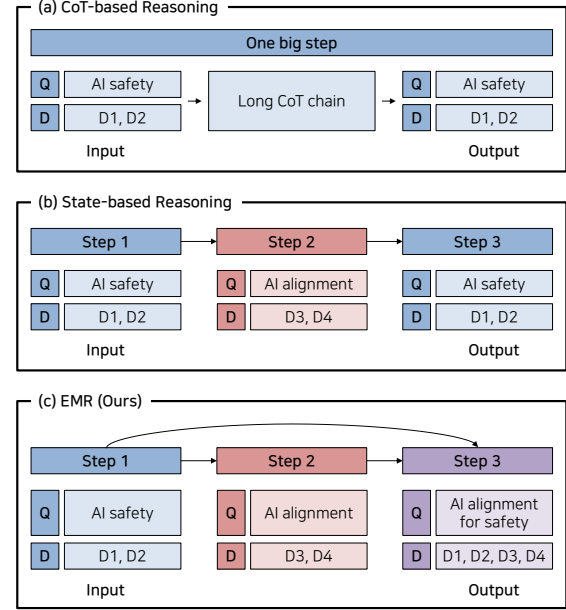 (a) CoT-based Reasoning
One big step
Q AI safety
Long CoT chain
Q AI safety
D D1, D2
D D1, D2
Input
Output
(b) State-based Reasoning
Step 1
Step 2
Step 3
Q AI safety
Q AI alignment
Q AI safety
D D1, D2
D D3, D4
D D1, D2
Input
Output
(c) EMR (Ours)
Step 1
Step 2
Step 3
Q AI safety
Q AI alignment
Q AI alignment
for safety
D D1, D2
D D3, D4
D D1, D2, D3, D4
Input
Output